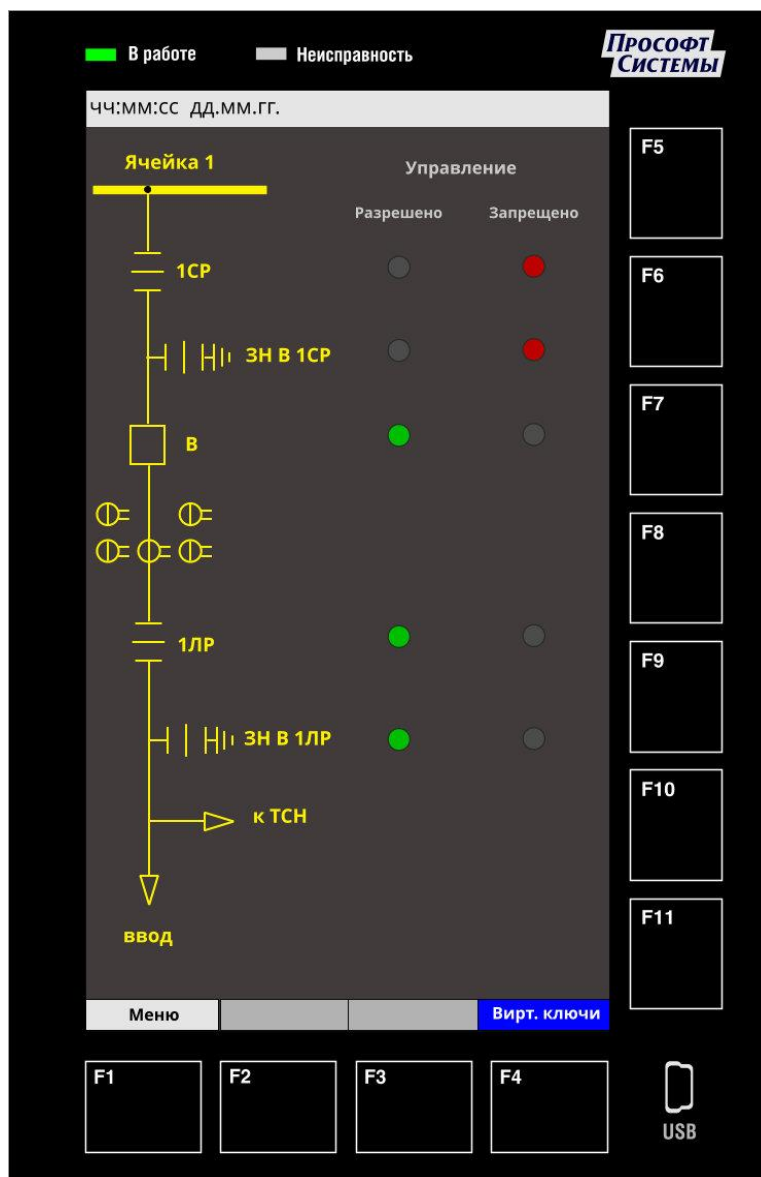 В работе
Неисправность
Прософт
Системы
чч:мм:сс дд.мм.гг.
Ячейка 1
Управление
Разрешено
Запрещено
1СР
ЗН В 1СР
В
1ЛР
ЗН В 1ЛР
к ТСН
ввод
Меню
Вирт. ключи
F5
F6
F7
F8
F9
F10
F11
F1
F2
F3
F4
USB